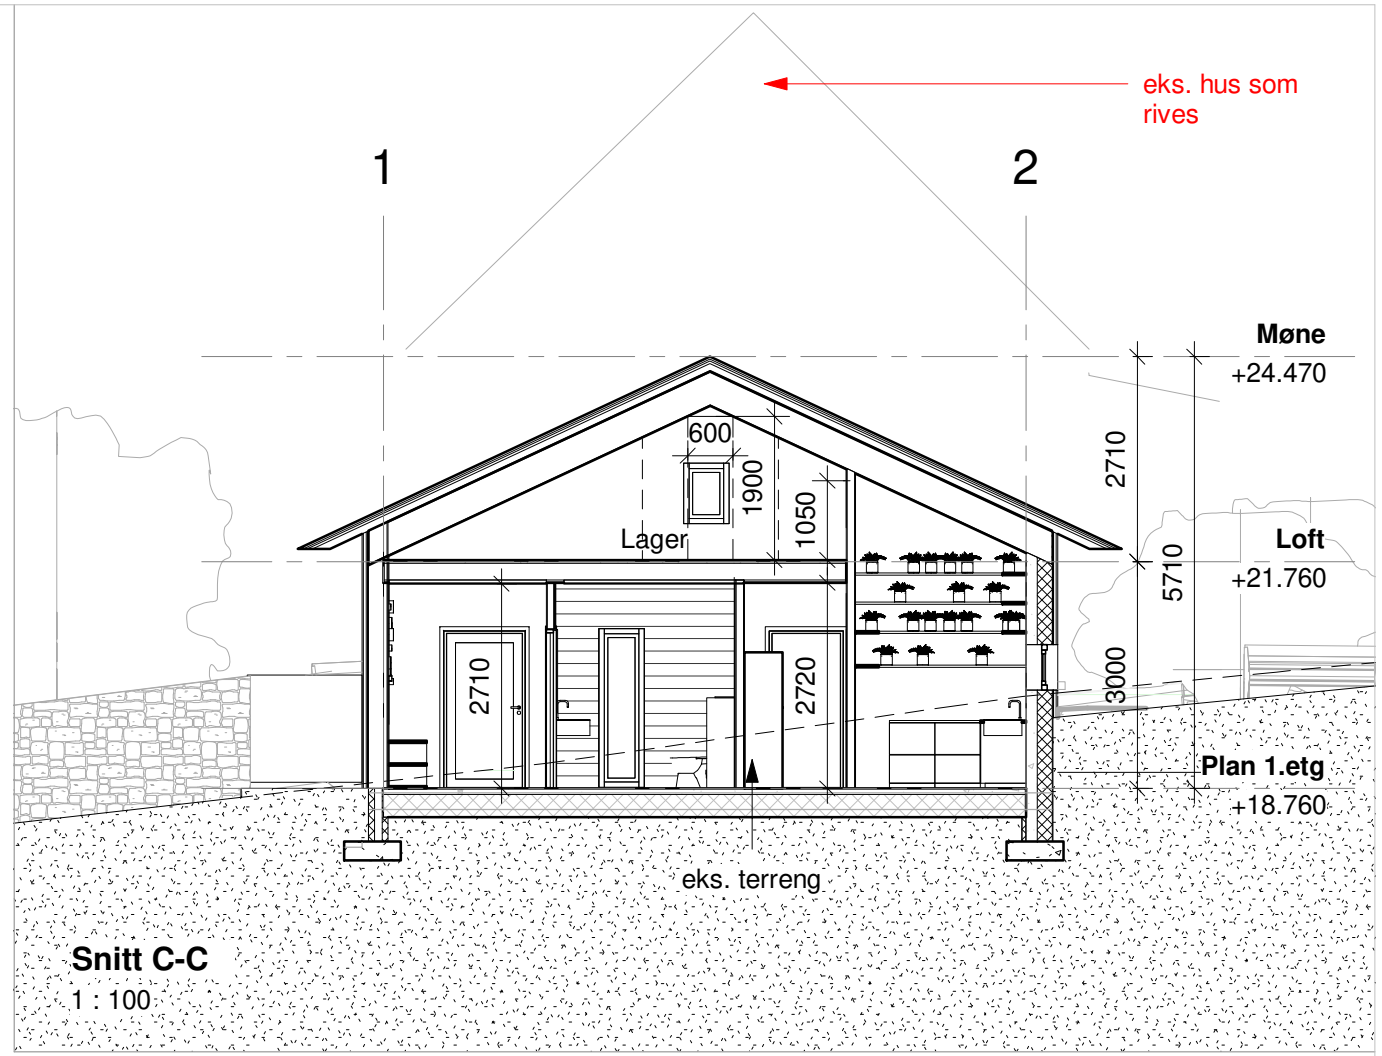 eks. hus som
rives
1
2
Møne
+24.470
600
2710
1900
1050
Lager
Loft
+21.760
5710
2710
2720
3000
Plan 1.etg
+18.760
eks. terreng
Snitt C-C
1 : 100